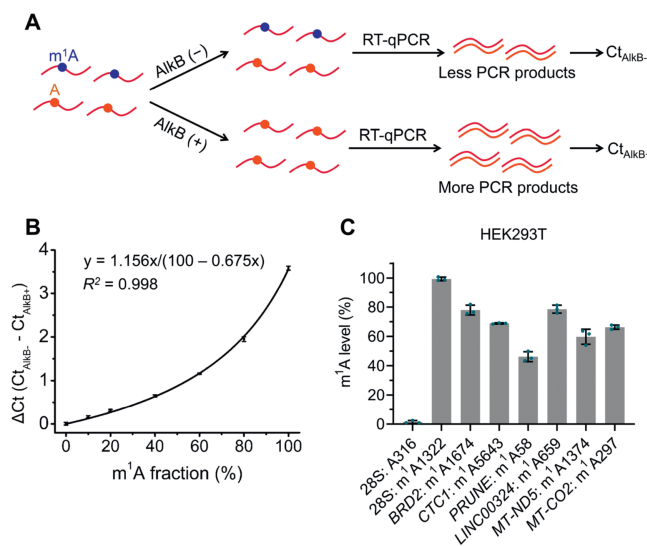 A
m¹A
A
AlkB (−)
AlkB (+)
RT-qPCR
Less PCR products
Ct_AlkB-
RT-qPCR
More PCR products
Ct_AlkB
B
y = 1.156x/(100 − 0.675x)
R² = 0.998
ΔCt (Ct_AlkB- - Ct_AlkB+)
4
3
2
1
0
0 20 40 60 80 100
m¹A fraction (%)
C
HEK293T
m¹A level (%)
100
80
60
40
20
0
28S: A316
28S: m¹A1322
BRD2: m¹A1674
CTC1: m¹A5643
PRUNE: m¹A58
LINC00324: m¹A659
MT-ND5: m¹A1374
MT-CO2: m¹A297